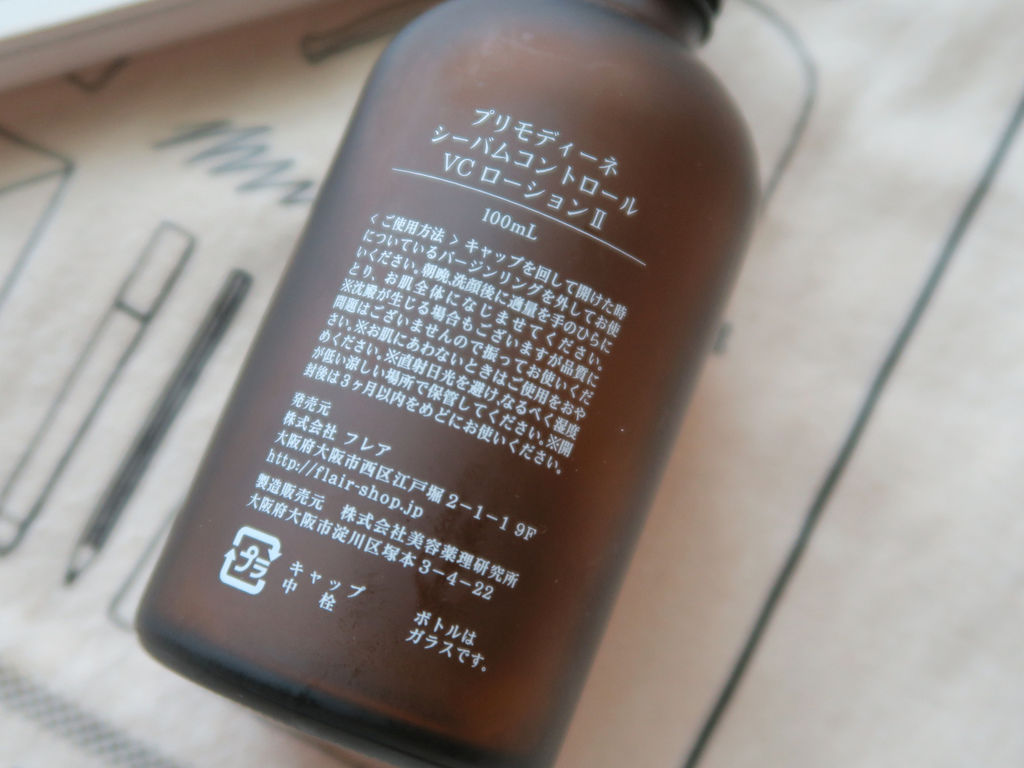 プリモディーネ
シーバムコントロール
VC ローションⅡ
100mL
<ご使用方法> キャップを回して開けた時
についているバージンリングを外してお使
いください。朝晩、洗顔後に適量を手のひらに
とり、お肌全体になじませてください。
※沈殿が生じる場合もございますが品質に
問題はございませんので振ってお使いくだ
さい。※お肌にあわないときはご使用をおや
めください。※直射日光を避けなるべく湿度
が低い涼しい場所で保管してください。※開
封後は3ヶ月以内をめどにお使いください。
発売元
株式会社 フレア
大阪府大阪市西区江戸堀 2-1-1 9F
http://flair-shop.jp
製造販売元 株式会社美容薬理研究所
大阪府大阪市淀川区塚本3-4-22
プラ
キャップ
中 栓
ボトルは
ガラスです。